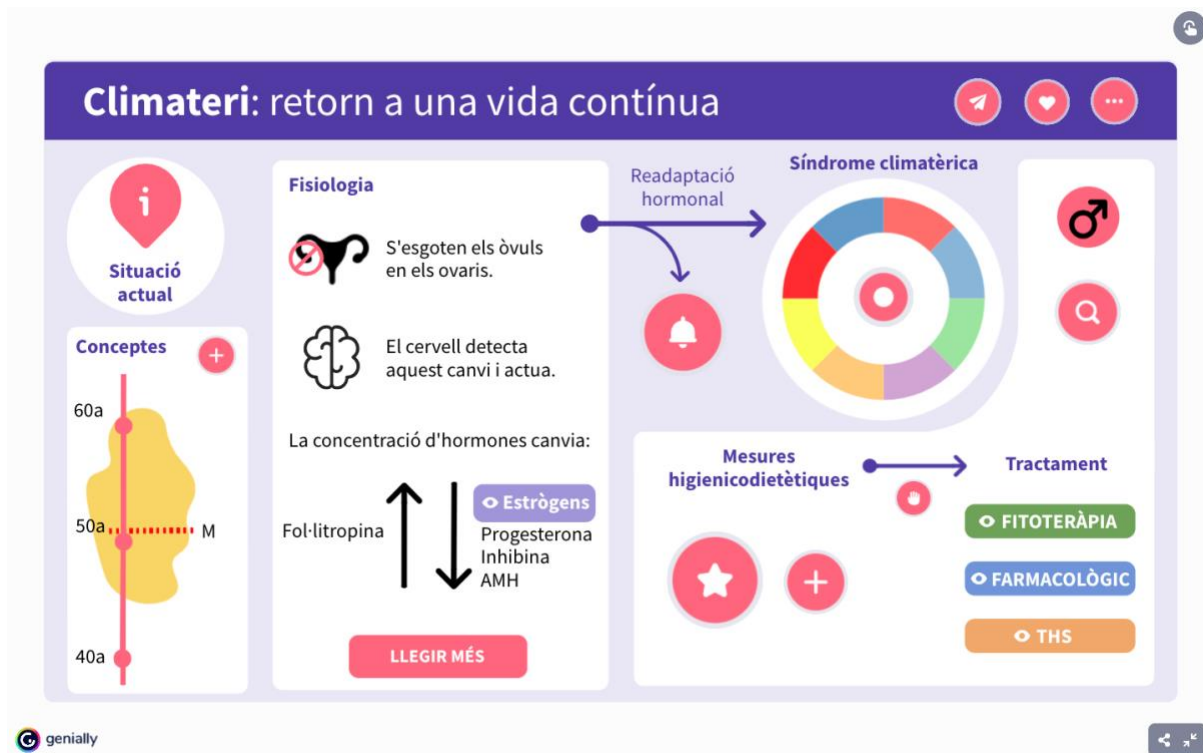 Climateri: retorn a una vida contínua
Situació
actual
Conceptes
60a
50a
M
40a
Fisiologia
S'esgoten els òvuls
en els ovaris.
El cervell detecta
aquest canvi i actua.
La concentració d'hormones canvia:
Fol·litropina
Estrògens
Progesterona
Inhibina
AMH
LLEGIR MÉS
Readaptació
hormonal
Síndrome climatèrica
Mesures
higienicodietètiques
Tractament
FITOTERÀPIA
FARMACOLÒGIC
THS
genially